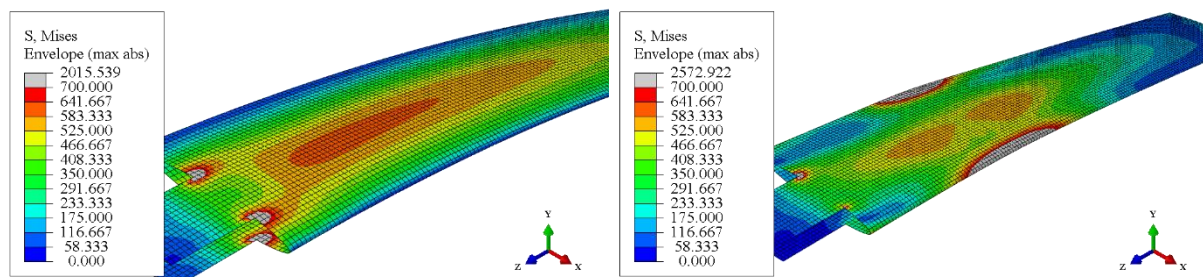 S, Mises
Envelope (max abs)
2015.539
700.000
641.667
583.333
525.000
466.667
408.333
350.000
291.667
233.333
175.000
116.667
58.333
0.000
Y
Z
X
S, Mises
Envelope (max abs)
2572.922
700.000
641.667
583.333
525.000
466.667
408.333
350.000
291.667
233.333
175.000
116.667
58.333
0.000
Y
Z
X